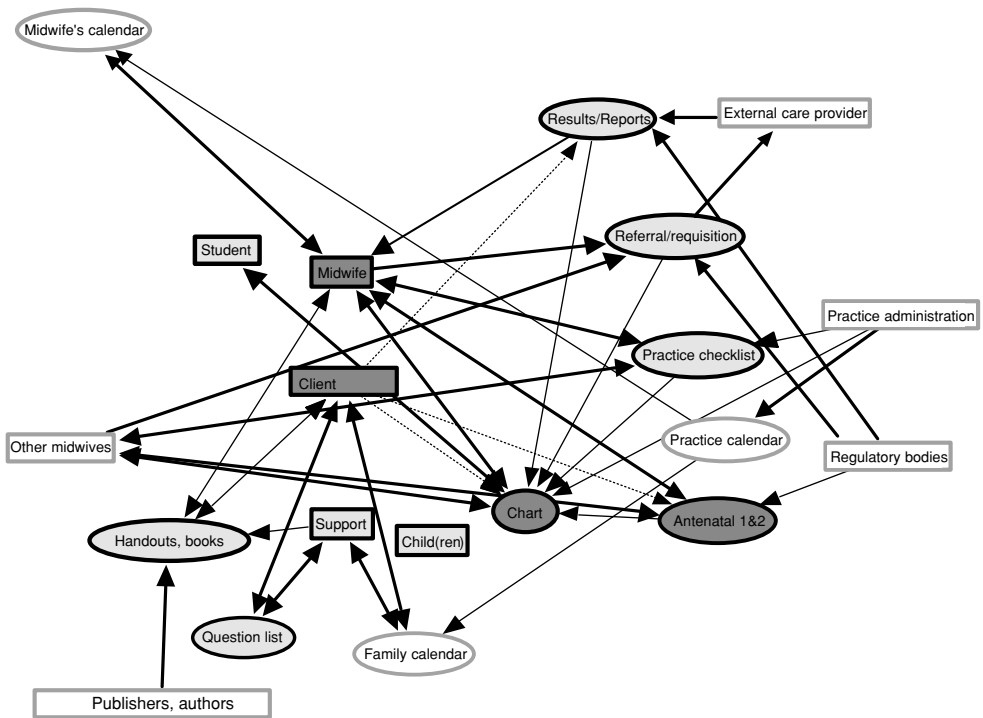 Midwife's calendar
Results/Reports
External care provider
Student
Referral/requisition
Midwife
Practice administration
Practice checklist
Client
Other midwives
Practice calendar
Regulatory bodies
Chart
Antenatal 1&2
Support
Handouts, books
Child(ren)
Question list
Family calendar
Publishers, authors